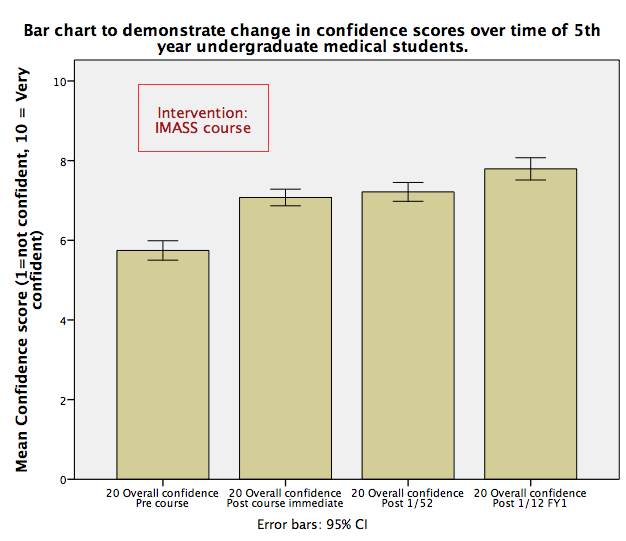 Bar chart to demonstrate change in confidence scores over time of 5th
year undergraduate medical students.
Mean Confidence score (1=not confident, 10 = Very
confident)
10
8
6
4
2
0
Intervention:
IMASS course
20 Overall confidence
Pre course
20 Overall confidence
Post course immediate
20 Overall confidence
Post 1/52
20 Overall confidence
Post 1/12 FY1
Error bars: 95% CI